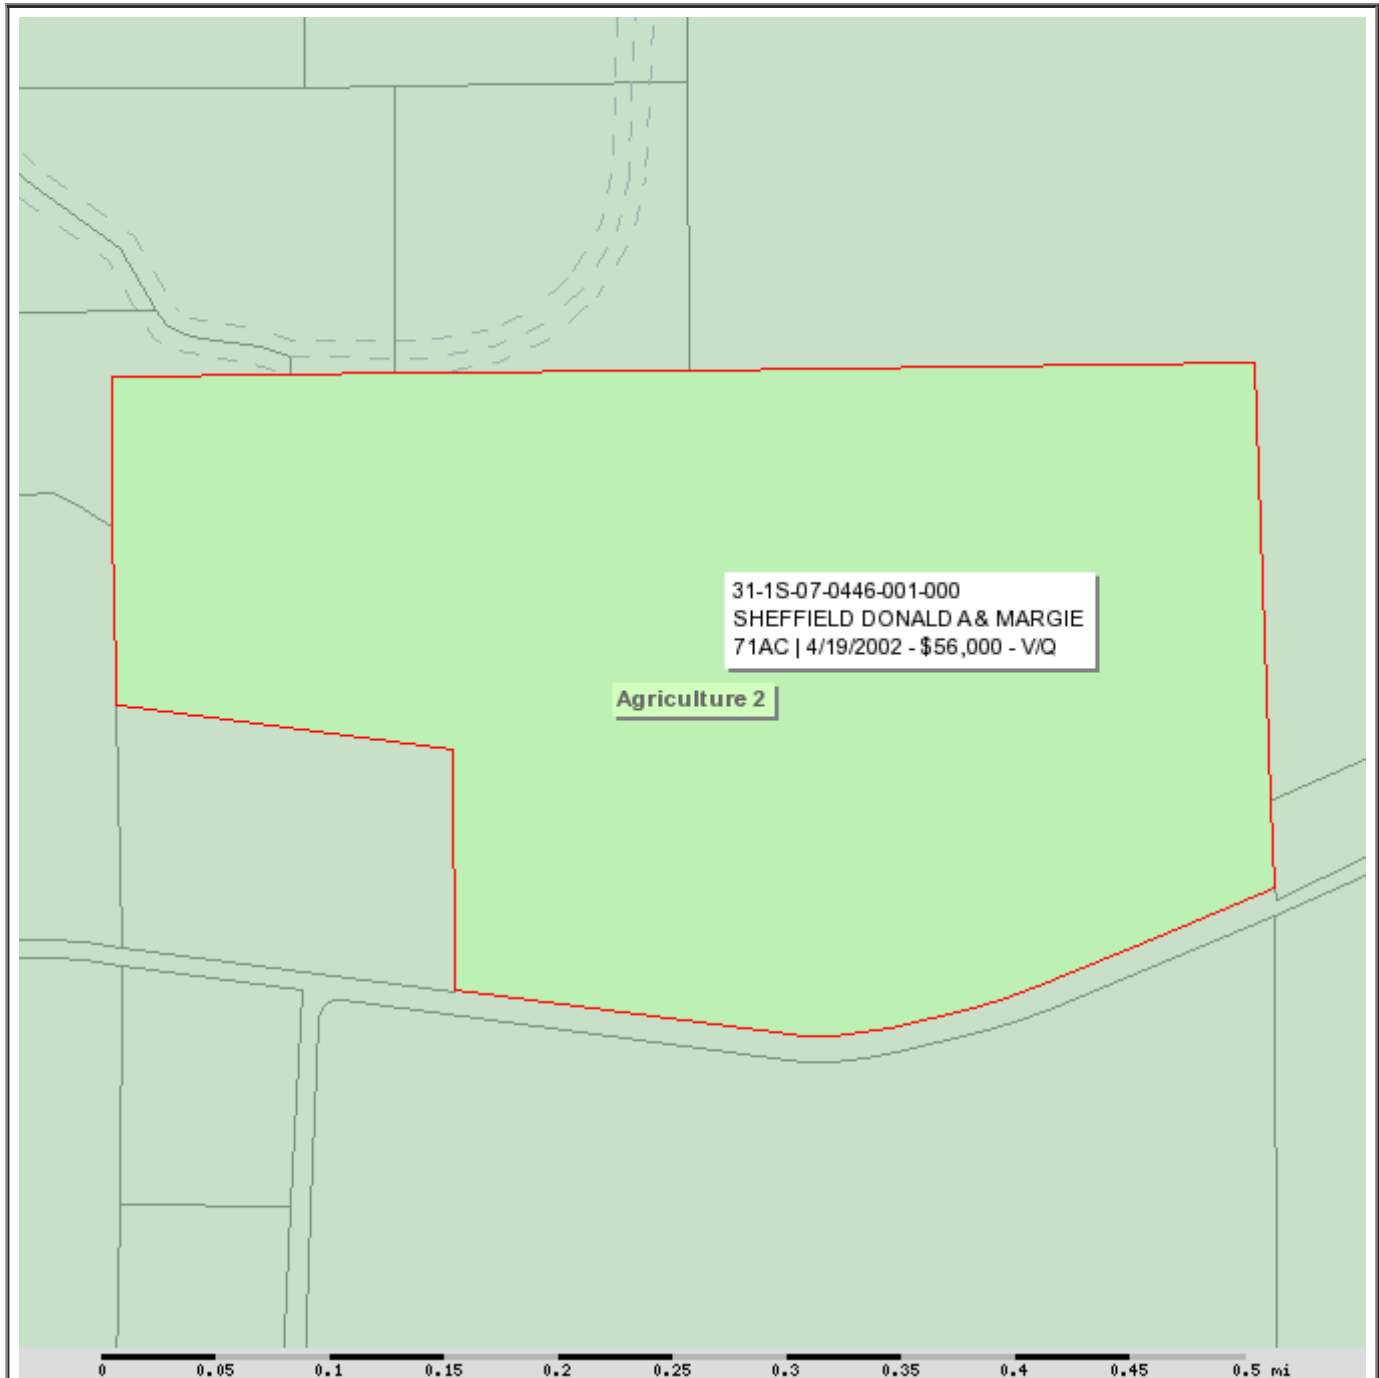 31-1S-07-0446-001-000
SHEFFIELD DONALD A & MARGIE
71AC | 4/19/2002 - $56,000 - V/Q
Agriculture 2
0 0.05 0.1 0.15 0.2 0.25 0.3 0.35 0.4 0.45 0.5 mi